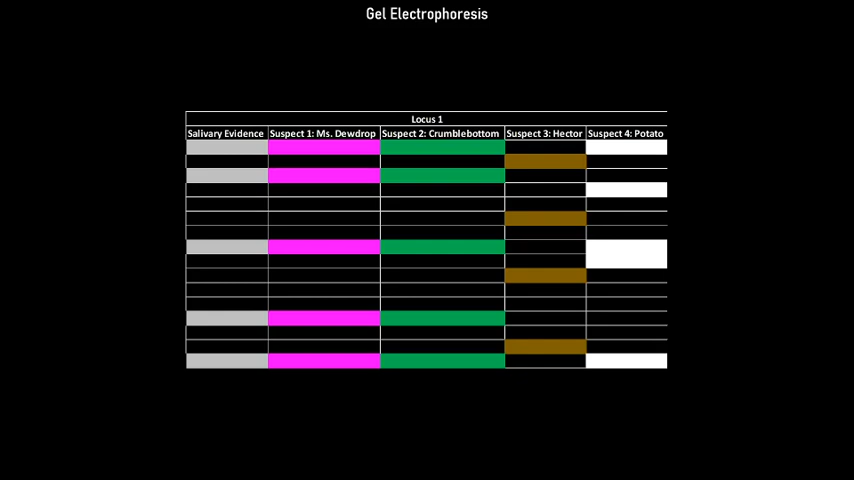 Gel Electrophoresis
Locus 1
Salivary Evidence Suspect 1: Ms. Dewdrop Suspect 2: Crumblebottom Suspect 3: Hector Suspect 4: Potato